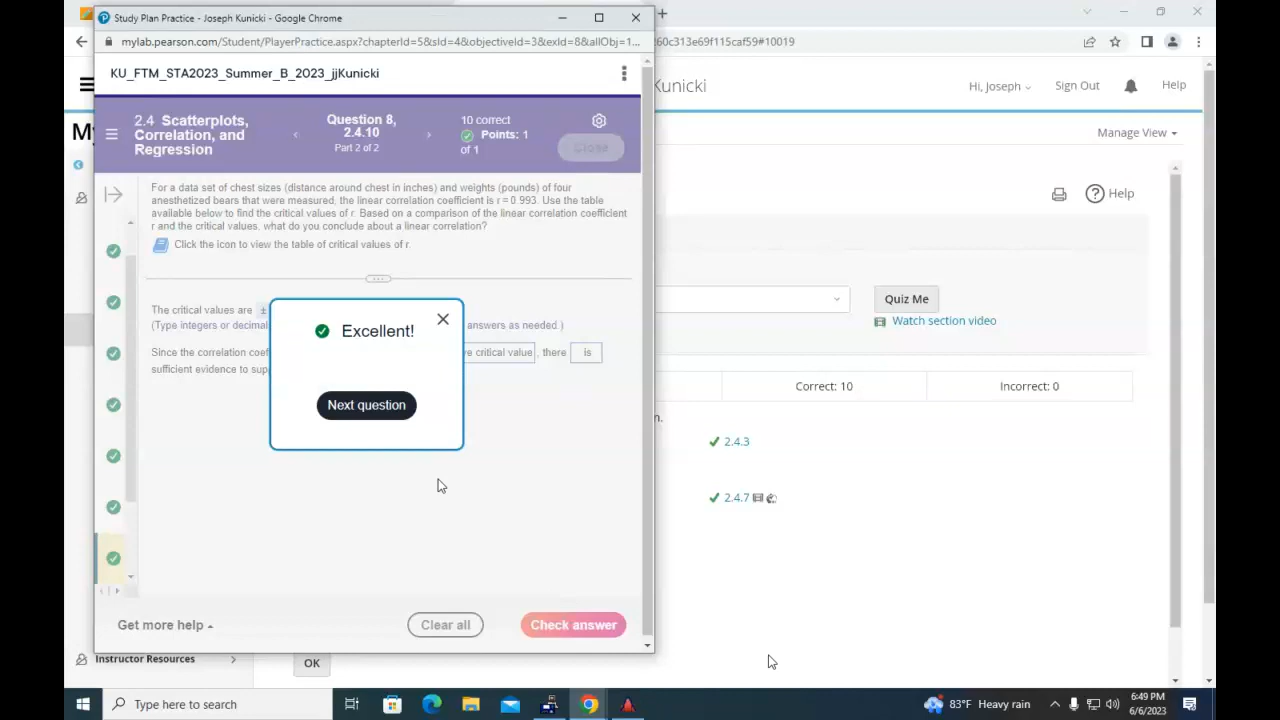 Study Plan Practice - Joseph Kunicki - Google Chrome
mylab.pearson.com/Student/PlayerPractice.aspx?chapterId=5&sId=4&objectiveId=3&exId=8&allObj=1...
60c313e69f115caf59#10019
KU_FTM_STA2023_Summer_B_2023_jjKunicki
Kunicki
Hi, Joseph
Sign Out
Help
My
Manage View
2.4 Scatterplots,
Correlation, and
Regression
Question 8,
2.4.10
Part 2 of 2
10 correct
Points: 1
of 1
Close
For a data set of chest sizes (distance around chest in inches) and weights (pounds) of four
anesthetized bears that were measured, the linear correlation coefficient is r = 0.993. Use the table
available below to find the critical values of r. Based on a comparison of the linear correlation coefficient
r and the critical values, what do you conclude about a linear correlation?
Click the icon to view the table of critical values of r.
Help
The critical values are ±
(Type integers or decimal
answers as needed.)
Since the correlation coef
e critical value , there is
sufficient evidence to sup
Excellent!
Next question
Quiz Me
Watch section video
Correct: 10
Incorrect: 0
n.
2.4.3
2.4.7
Get more help
Clear all
Check answer
Instructor Resources
OK
Type here to search
83°F Heavy rain
6:49 PM
6/6/2023